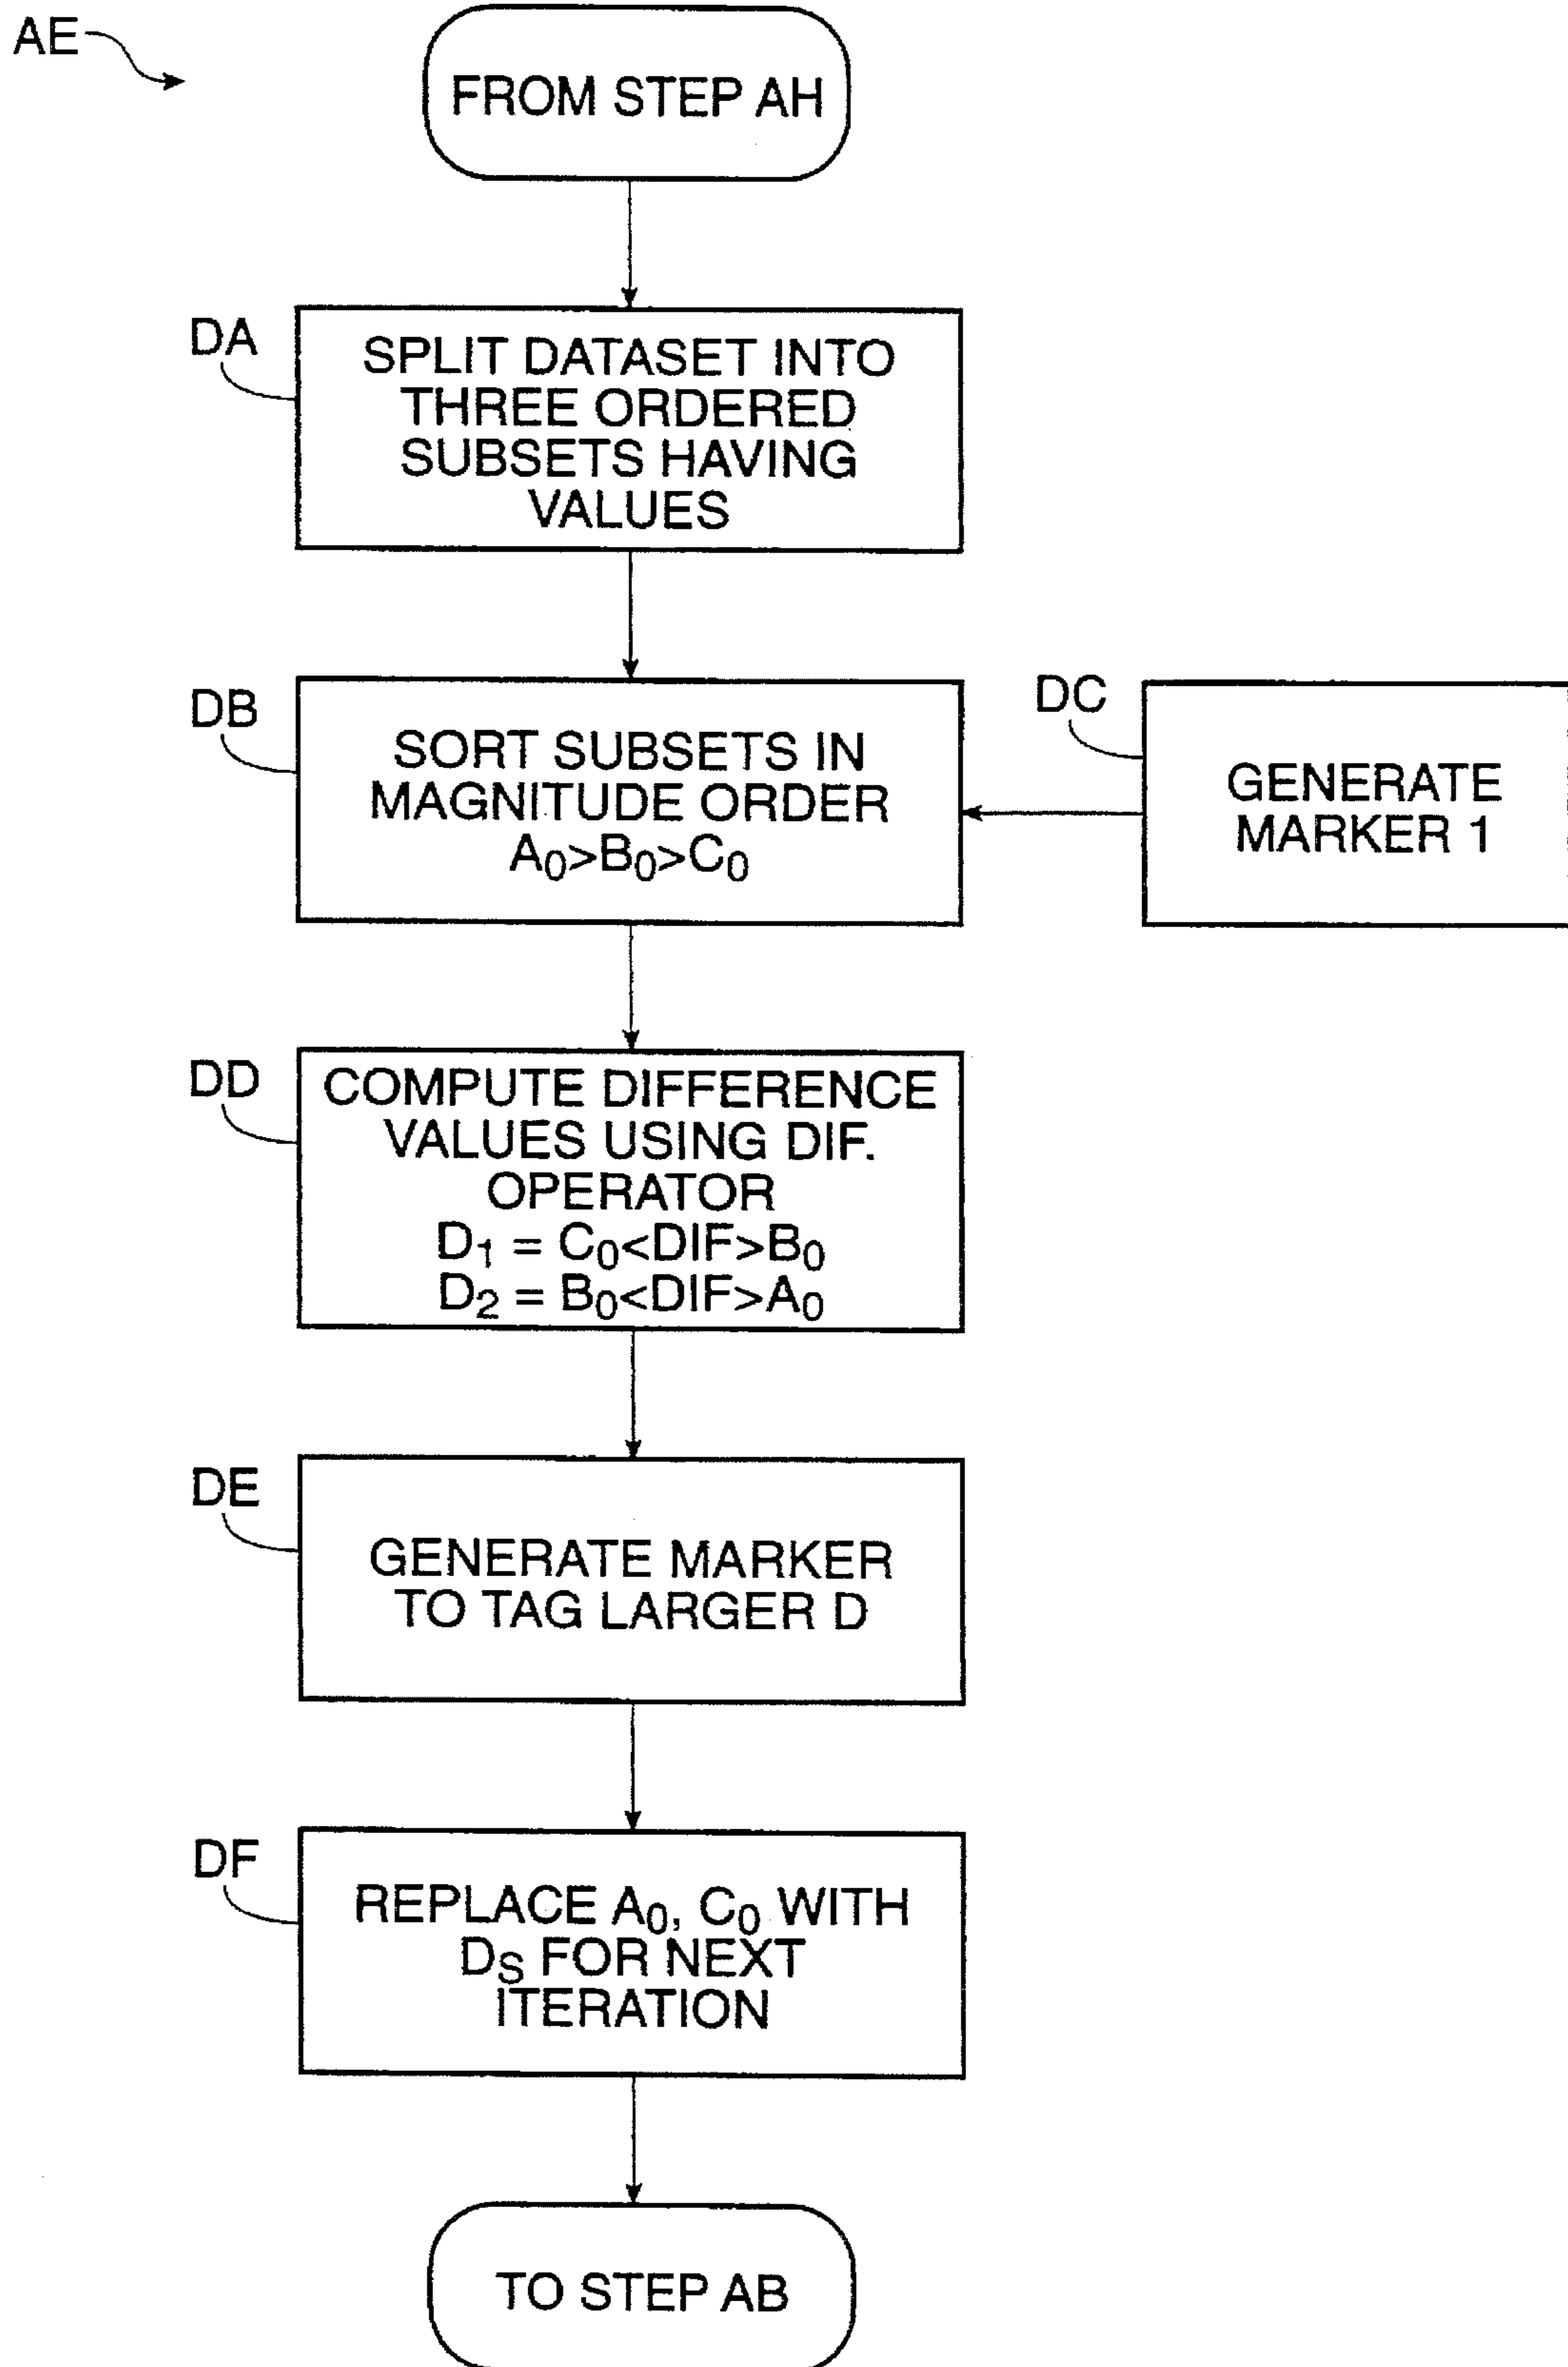 AE
FROM STEP AH
DA
SPLIT DATASET INTO
THREE ORDERED
SUBSETS HAVING
VALUES
DB
SORT SUBSETS IN
MAGNITUDE ORDER
A₀>B₀>C₀
DC
GENERATE
MARKER 1
DD
COMPUTE DIFFERENCE
VALUES USING DIF.
OPERATOR
D₁ = C₀<DIF>B₀
D₂ = B₀<DIF>A₀
DE
GENERATE MARKER
TO TAG LARGER D
DF
REPLACE A₀, C₀ WITH
Dₛ FOR NEXT
ITERATION
TO STEP AB